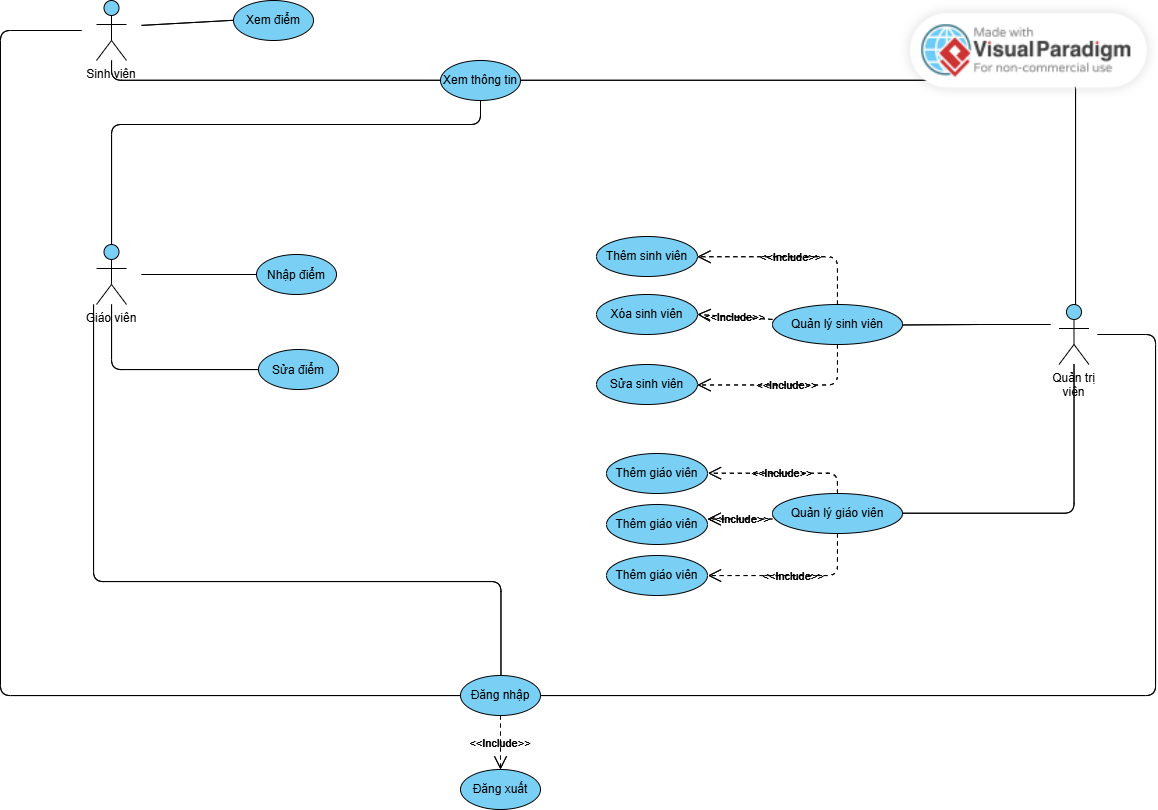 Xem điểm
Made with
VisualParadigm
For non-commercial use
Sinh viên
Xem thông tin
Thêm sinh viên
<<Include>>
Nhập điểm
Giáo viên
Xóa sinh viên
<<Include>>
Quản lý sinh viên
Sửa điểm
Sửa sinh viên
<<Include>>
Quản trị
viên
Thêm giáo viên
<<Include>>
Thêm giáo viên
<<Include>>
Quản lý giáo viên
Thêm giáo viên
<<Include>>
Đăng nhập
<<Include>>
Đăng xuất